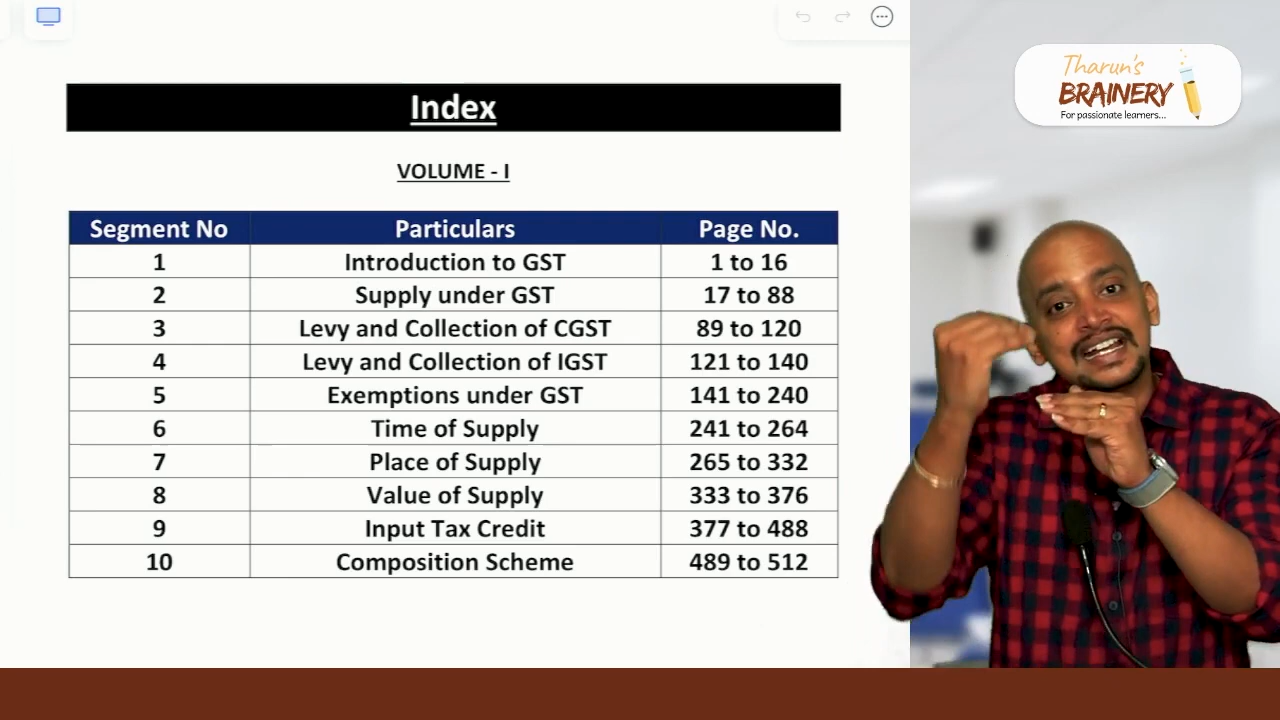 Index
VOLUME - I
Segment No Particulars Page No.
1 Introduction to GST 1 to 16
2 Supply under GST 17 to 88
3 Levy and Collection of CGST 89 to 120
4 Levy and Collection of IGST 121 to 140
5 Exemptions under GST 141 to 240
6 Time of Supply 241 to 264
7 Place of Supply 265 to 332
8 Value of Supply 333 to 376
9 Input Tax Credit 377 to 488
10 Composition Scheme 489 to 512
Tharun's
BRAINERY
For passionate learners...